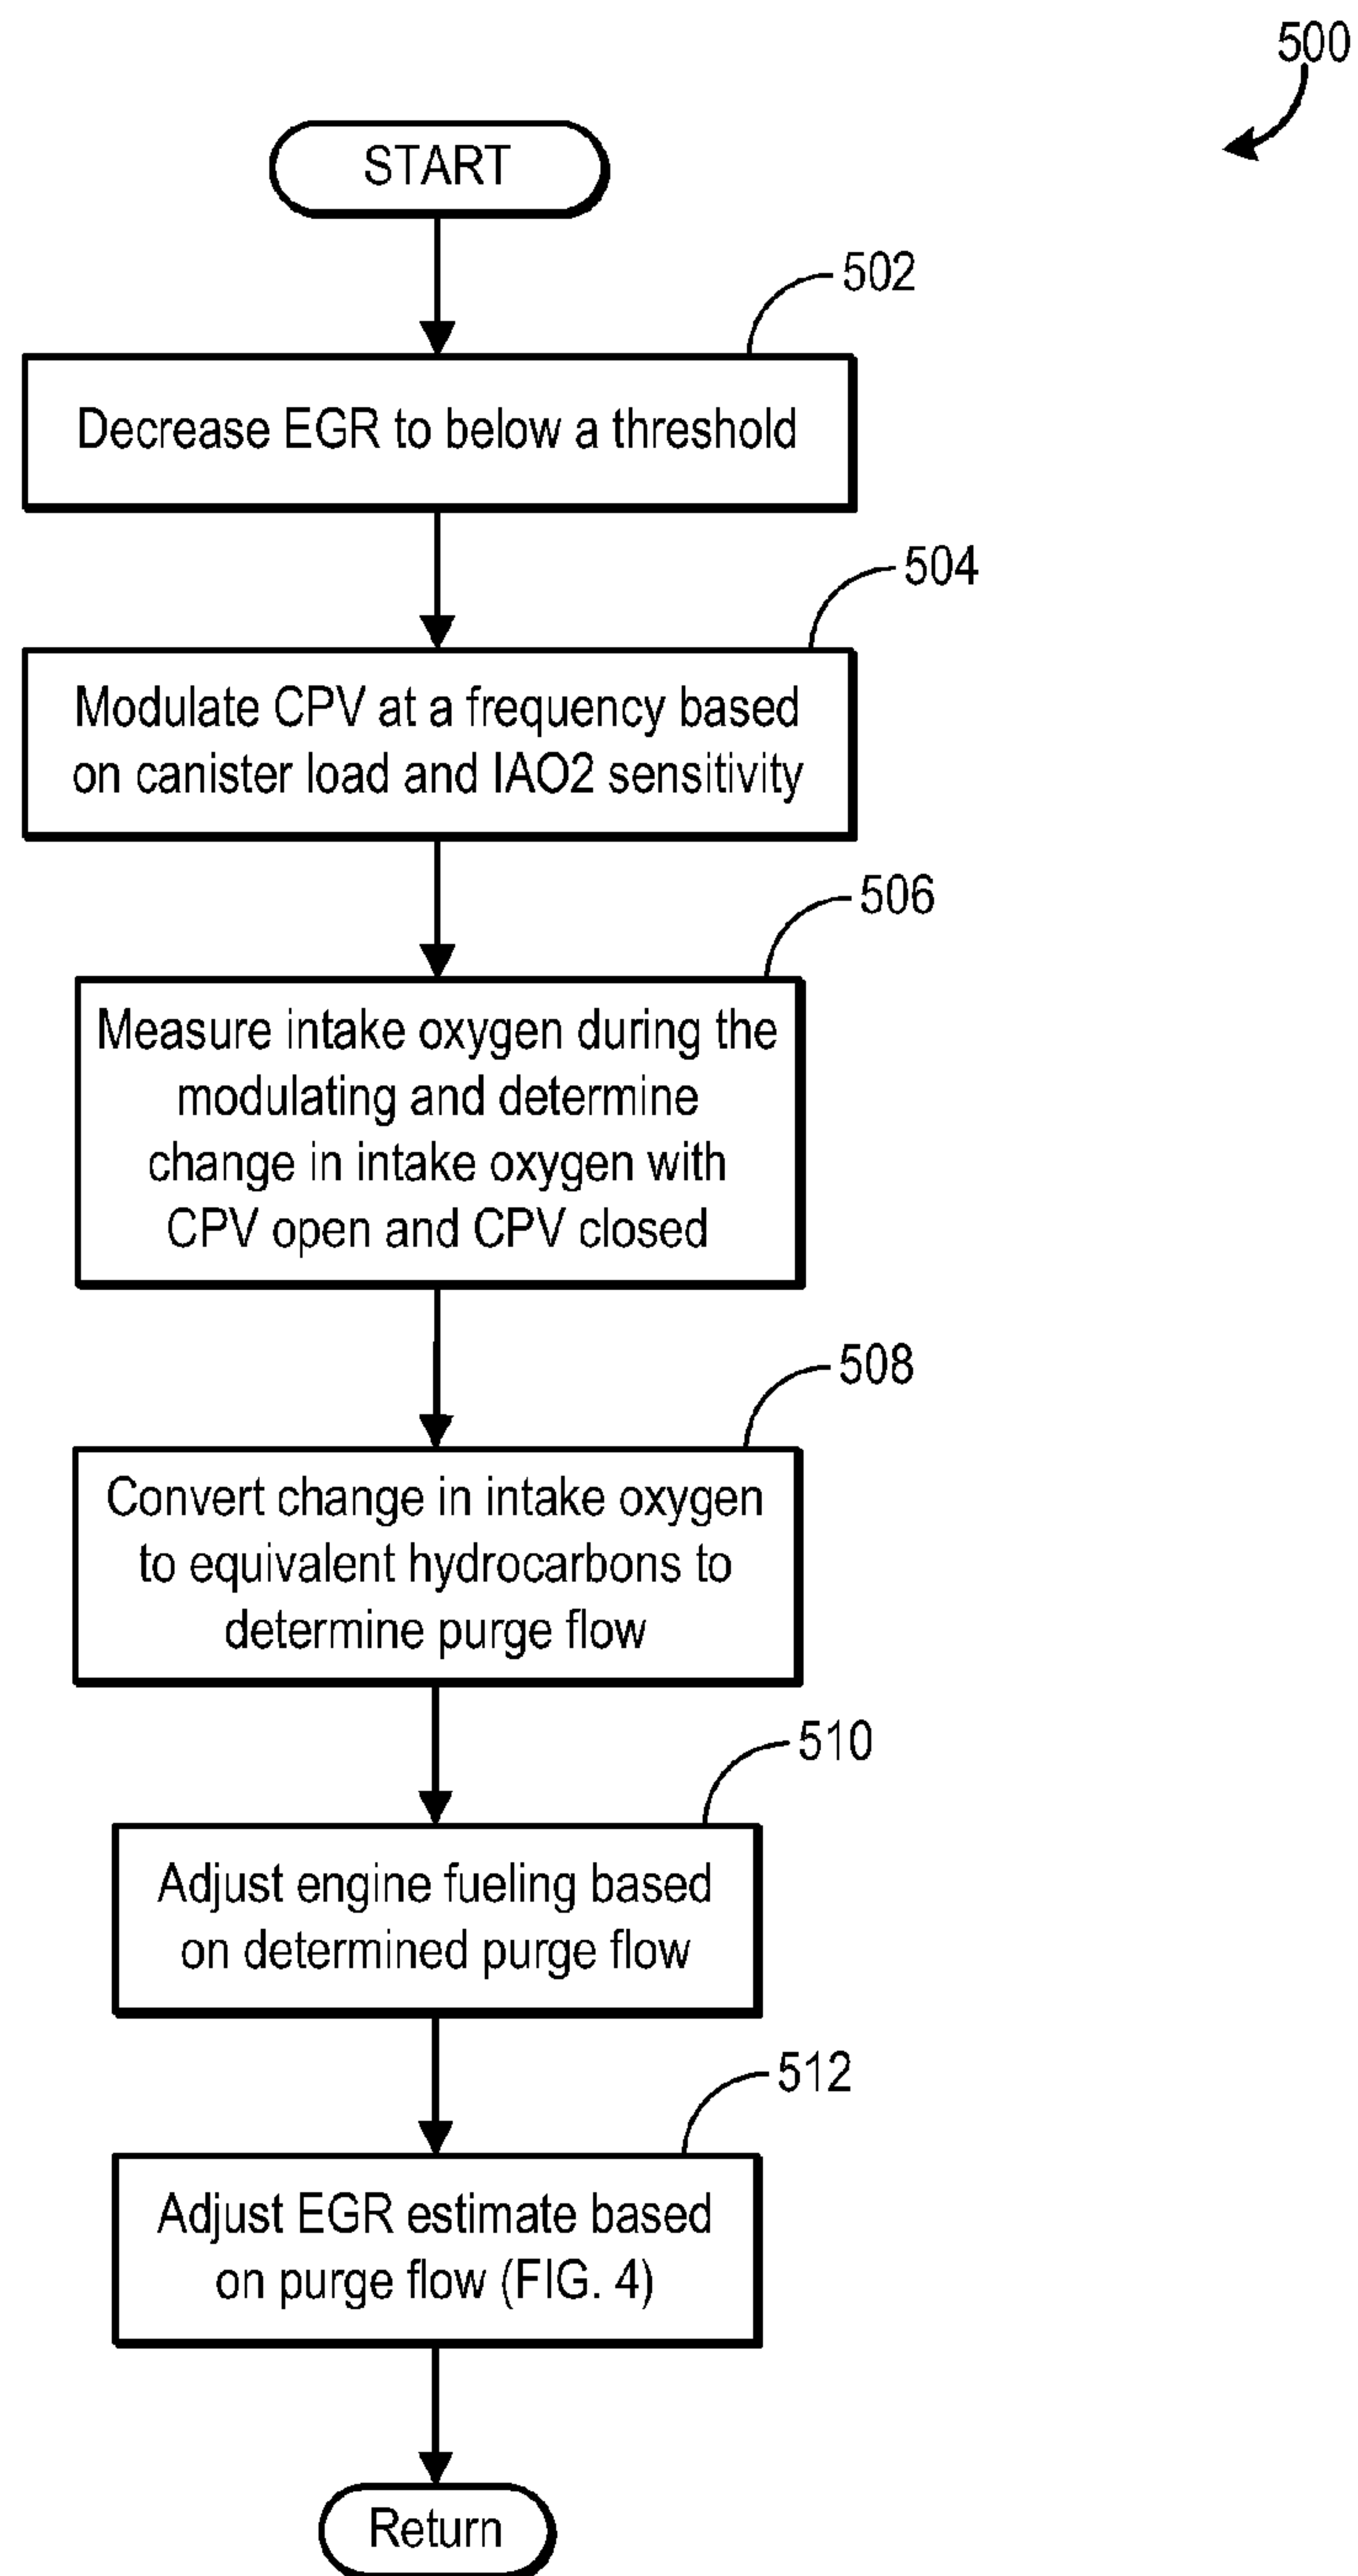 500
START
502
Decrease EGR to below a threshold
504
Modulate CPV at a frequency based
on canister load and IAO2 sensitivity
506
Measure intake oxygen during the
modulating and determine
change in intake oxygen with
CPV open and CPV closed
508
Convert change in intake oxygen
to equivalent hydrocarbons to
determine purge flow
510
Adjust engine fueling based
on determined purge flow
512
Adjust EGR estimate based
on purge flow (FIG. 4)
Return